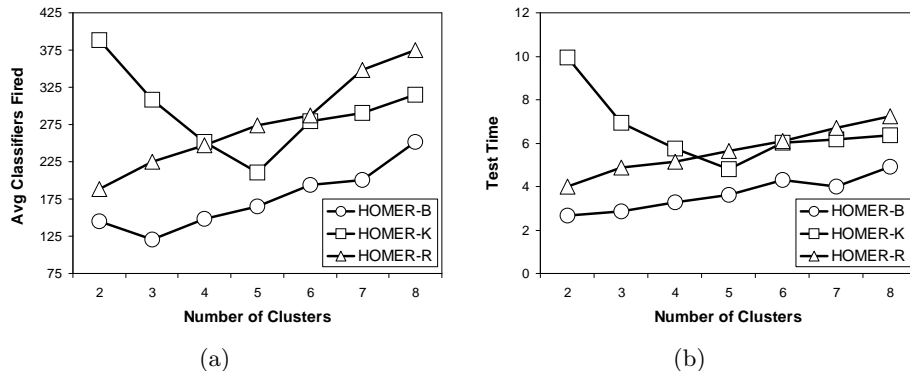 425
375
325
275
225
175
125
75
Avg Classifiers Fired
2 3 4 5 6 7 8
Number of Clusters
HOMER-B
HOMER-K
HOMER-R
(a)
12
10
8
6
4
2
0
Test Time
2 3 4 5 6 7 8
Number of Clusters
HOMER-B
HOMER-K
HOMER-R
(b)